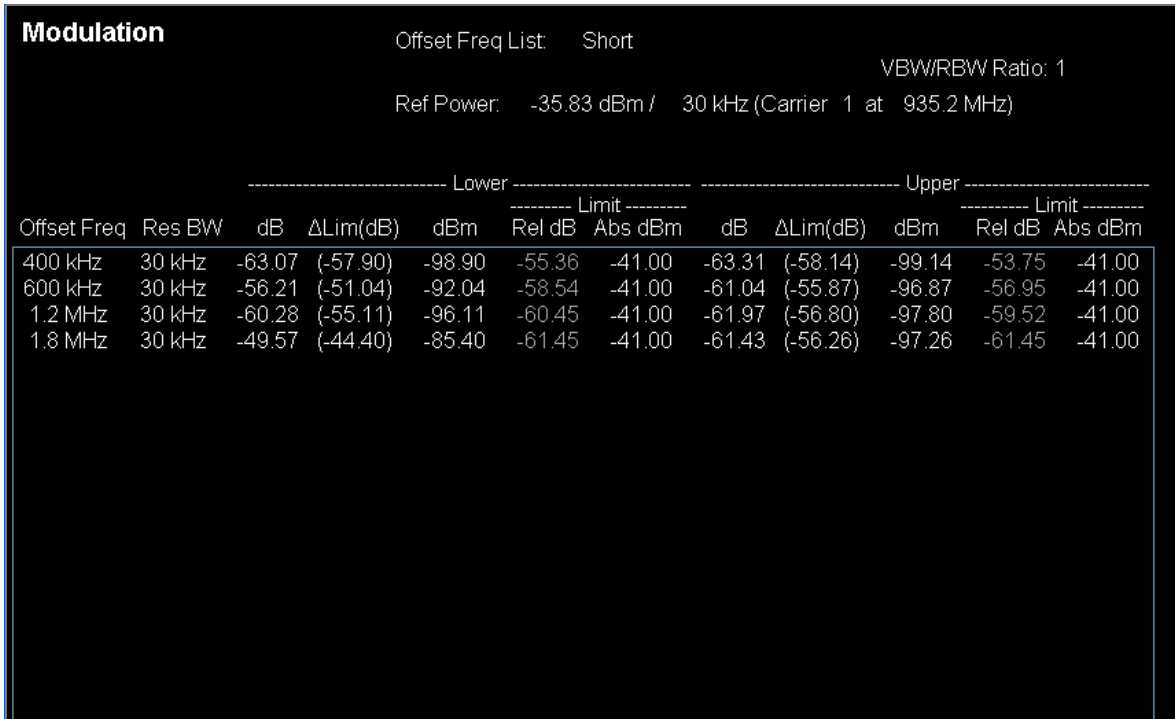 Modulation
Offset Freq List: Short
VBW/RBW Ratio: 1
Ref Power: -35.83 dBm / 30 kHz (Carrier 1 at 935.2 MHz)
---------------------------- Lower -------------------------- ---------------------------- Upper --------------------------
--------- Limit --------- ---------- Limit ---------
Offset Freq Res BW dB ΔLim(dB) dBm Rel dB Abs dBm dB ΔLim(dB) dBm Rel dB Abs dBm
400 kHz 30 kHz -63.07 (-57.90) -98.90 -55.36 -41.00 -63.31 (-58.14) -99.14 -53.75 -41.00
600 kHz 30 kHz -56.21 (-51.04) -92.04 -58.54 -41.00 -61.04 (-55.87) -96.87 -56.95 -41.00
1.2 MHz 30 kHz -60.28 (-55.11) -96.11 -60.45 -41.00 -61.97 (-56.80) -97.80 -59.52 -41.00
1.8 MHz 30 kHz -49.57 (-44.40) -85.40 -61.45 -41.00 -61.43 (-56.26) -97.26 -61.45 -41.00